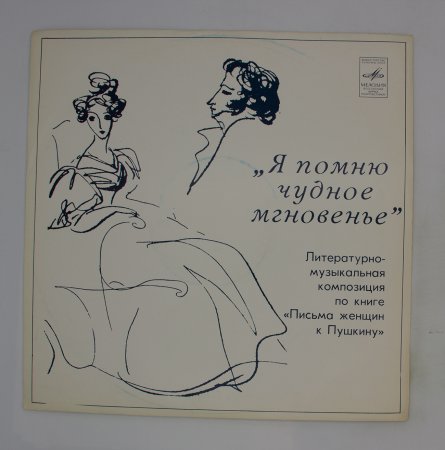 МЕЛОДИЯ
„Я помню
чудное
мгновенье”
Литературно-
музыкальная
композиция
по книге
«Письма женщин
к Пушкину»